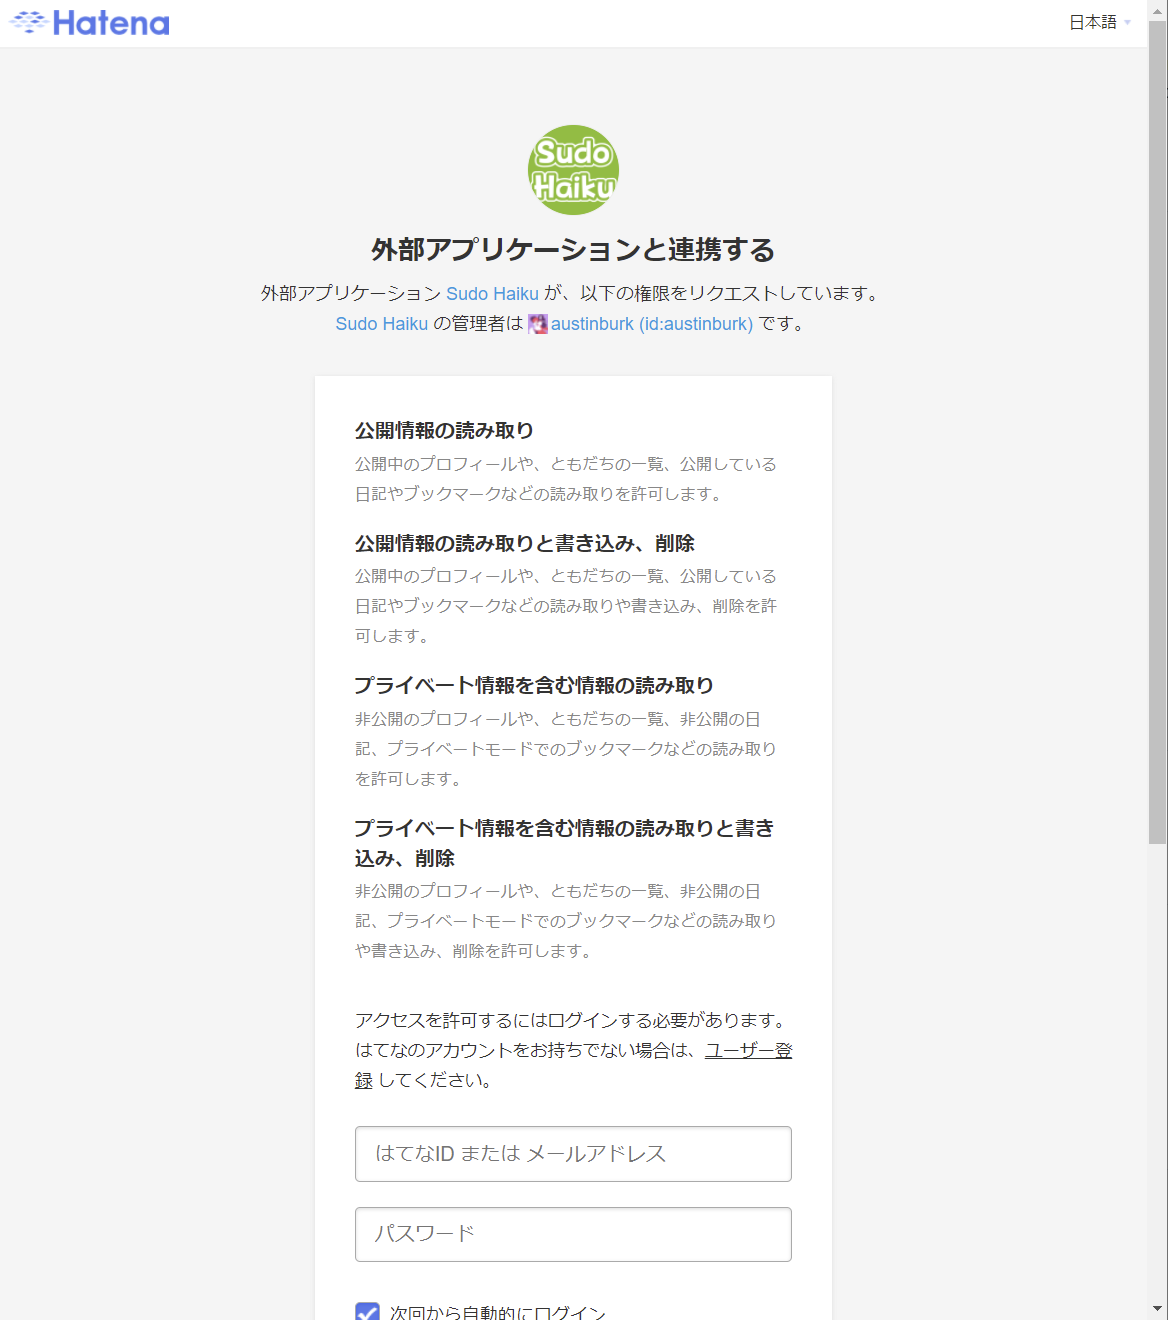 Hatena
日本語
Sudo
Haiku
外部アプリケーションと連携する
外部アプリケーション Sudo Haiku が、以下の権限をリクエストしています。
Sudo Haiku の管理者は austinburk (id:austinburk) です。
公開情報の読み取り
公開中のプロフィールや、ともだちの一覧、公開している
日記やブックマークなどの読み取りを許可します。
公開情報の読み取りと書き込み、削除
公開中のプロフィールや、ともだちの一覧、公開している
日記やブックマークなどの読み取りや書き込み、削除を許
可します。
プライベート情報を含む情報の読み取り
非公開のプロフィールや、ともだちの一覧、非公開の日
記、プライベートモードでのブックマークなどの読み取り
を許可します。
プライベート情報を含む情報の読み取りと書き
込み、削除
非公開のプロフィールや、ともだちの一覧、非公開の日
記、プライベートモードでのブックマークなどの読み取り
や書き込み、削除を許可します。
アクセスを許可するにはログインする必要があります。
はてなのアカウントをお持ちでない場合は、ユーザー登
録 してください。
はてなID または メールアドレス
パスワード
次回から自動的にログイン